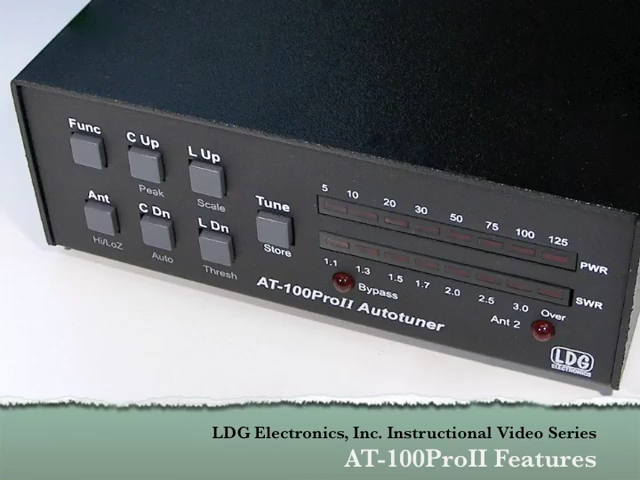 Func
C Up
L Up
Peak
Scale
Ant
C Dn
L Dn
Tune
Hi/LoZ
Auto
Thresh
Store
5 10 20 30 50 75 100 125
PWR
SWR
1.1 1.3 1.5 1.7 2.0 2.5 3.0 Over
Bypass
Ant 2
AT-100ProII Autotuner
LDG
ELECTRONICS
LDG Electronics, Inc. Instructional Video Series
AT-100ProII Features